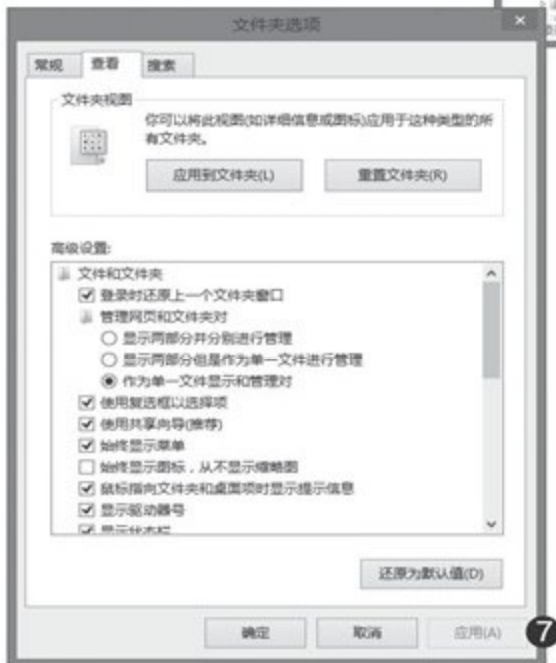 文件夹选项
常规 查看 搜索
文件夹视图
你可以将此视图(如详细信息或图标)应用于这种类型的所
有文件夹。
应用到文件夹(L) 重置文件夹(R)
高级设置:
文件和文件夹
登录时还原上一个文件夹窗口
管理网页和文件夹对
显示两部分并分别进行管理
显示两部分但是作为单一文件进行管理
作为单一文件显示和管理对
使用复选框以选择项
使用共享向导(推荐)
始终显示菜单
始终显示图标，从不显示缩略图
鼠标指向文件夹和桌面项时显示提示信息
显示驱动器号
显示状态栏
还原为默认值(D)
确定 取消 应用(A) 7